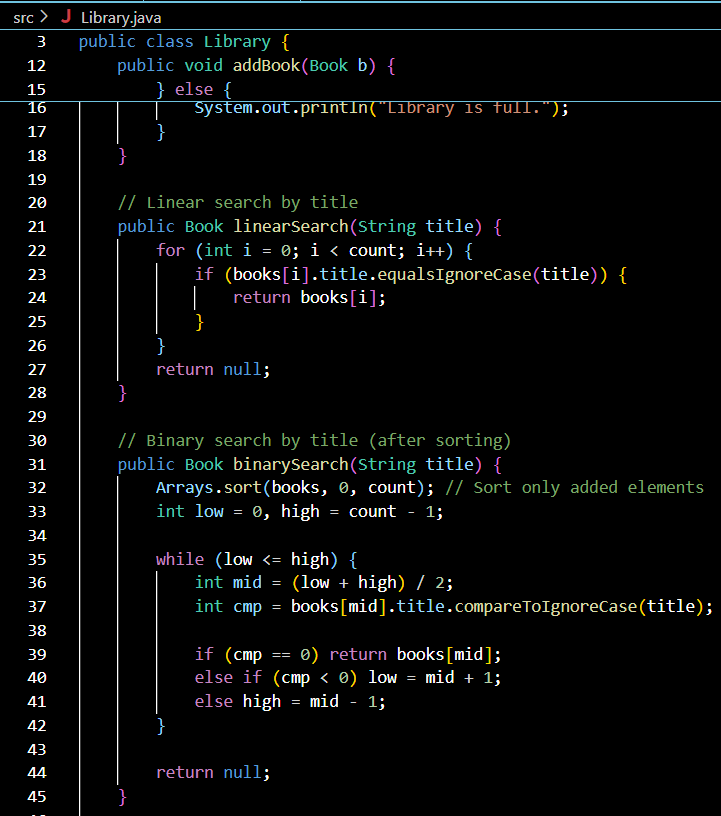 src > J Library.java
3 public class Library {
12 public void addBook(Book b) {
15 } else {
16 System.out.println("Library is full.");
17 }
18 }
19
20 // Linear search by title
21 public Book linearSearch(String title) {
22 for (int i = 0; i < count; i++) {
23 if (books[i].title.equalsIgnoreCase(title)) {
24 return books[i];
25 }
26 }
27 return null;
28 }
29
30 // Binary search by title (after sorting)
31 public Book binarySearch(String title) {
32 Arrays.sort(books, 0, count); // Sort only added elements
33 int low = 0, high = count - 1;
34
35 while (low <= high) {
36 int mid = (low + high) / 2;
37 int cmp = books[mid].title.compareToIgnoreCase(title);
38
39 if (cmp == 0) return books[mid];
40 else if (cmp < 0) low = mid + 1;
41 else high = mid - 1;
42 }
43
44 return null;
45 }